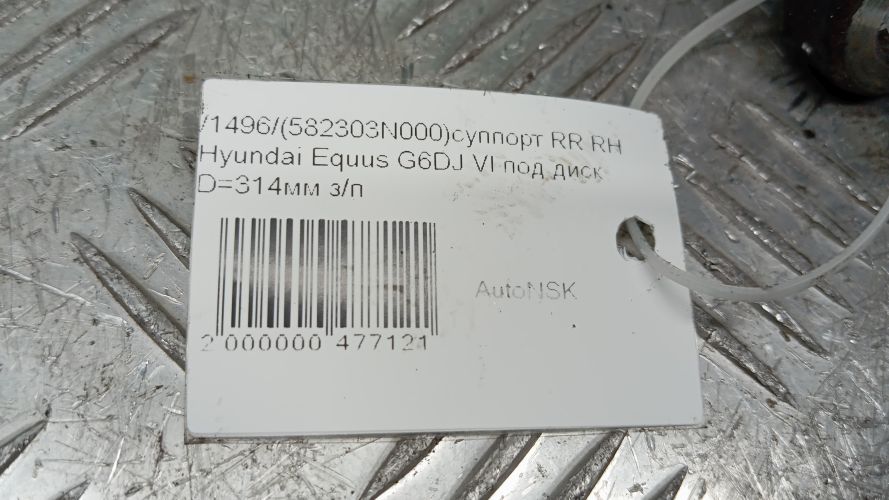 /1496/(582303N000)суппорт RR RH
Hyundai Equus G6DJ VI под диск
D=314мм з/п
AutoNSK
2 000000 477121